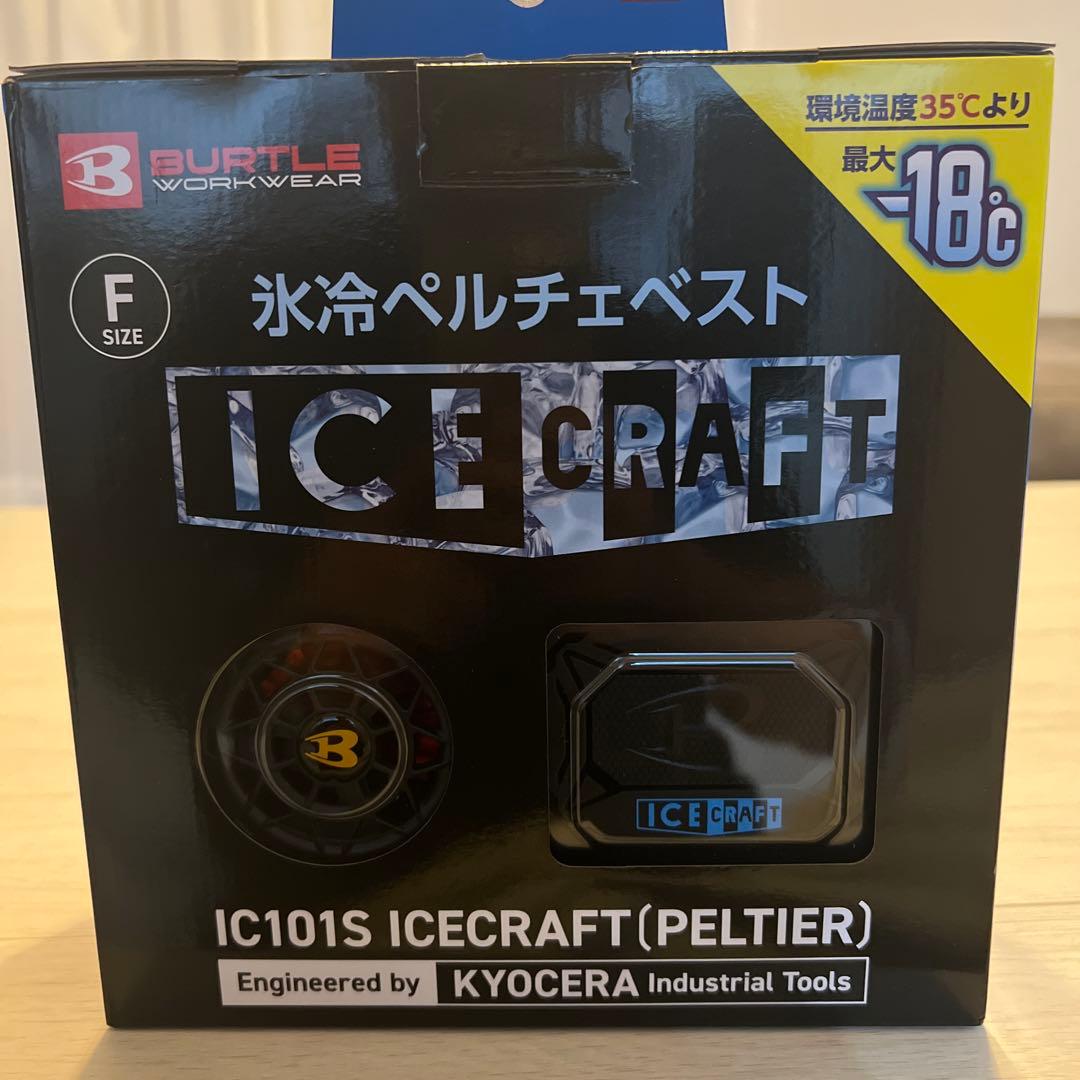 BURTLE
WORKWEAR
環境温度35℃より
最大
-18℃
F
SIZE
氷冷ペルチェベスト
ICE CRAFT
B
ICE CRAFT
IC101S ICECRAFT(PELTIER)
Engineered by KYOCERA Industrial Tools